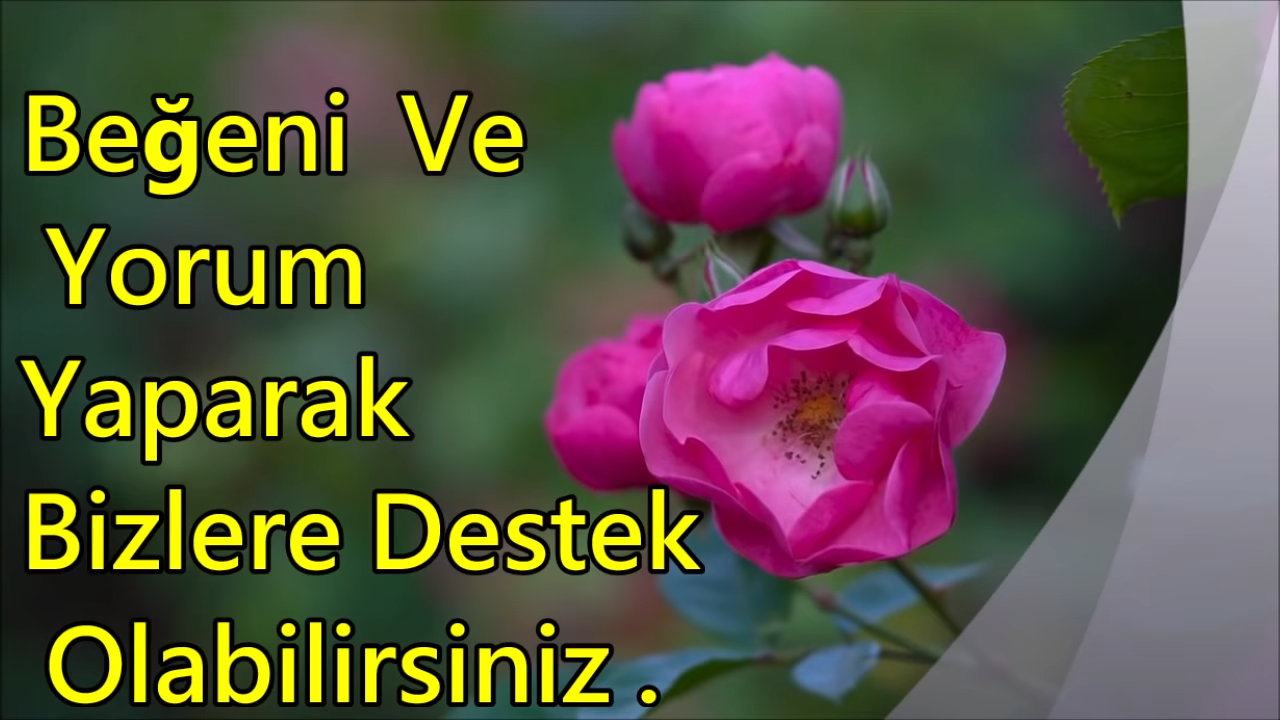 Beğeni Ve
Yorum
Yaparak
Bizlere Destek
Olabilirsiniz .